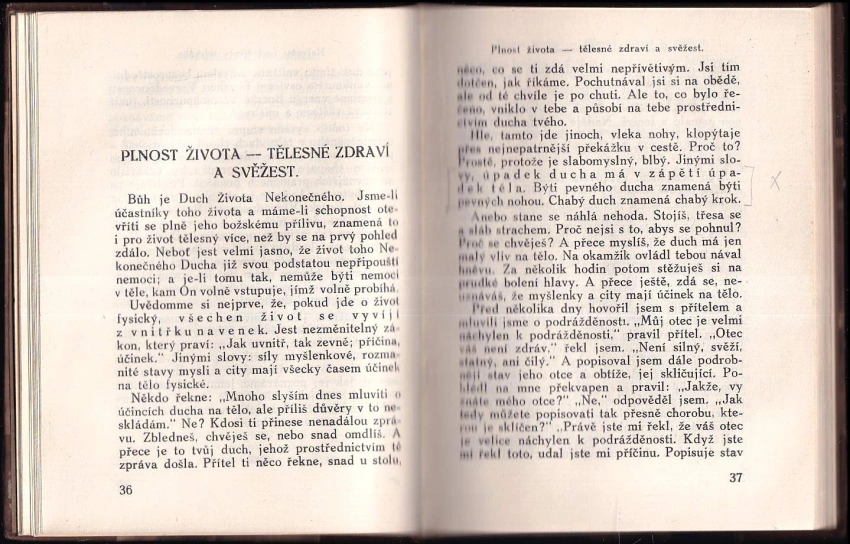 PLNOST ŽIVOTA — TĚLESNÉ ZDRAVÍ
A SVĚŽEST.
Bůh je Duch Života Nekonečného. Jsme-li
účastníky toho života a máme-li schopnost ote-
vříti se plně jeho božskému přílivu, znamená to
i pro život tělesný více, než by se na prvý pohled
zdálo. Neboť jest velmi jasno, že život toho Ne-
konečného Ducha již svou podstatou nepřipouští
nemoci; a je-li tomu tak, nemůže býti nemoci
v těle, kam On volně vstupuje, jímž volně probíhá.
Uvědomme si nejprve, že, pokud jde o život
fysický, všechen život se vyvíjí
z vnitřku navenek. Jest nezměnitelný zá-
kon, který praví: „Jak uvnitř, tak zevně; příčina,
účinek.“ Jinými slovy: síly myšlenkové, rozma-
nité stavy mysli a city mají všecky časem účinek
na tělo fysické.
Někdo řekne: „Mnoho slyším dnes mluviti o
účincích ducha na tělo, ale příliš důvěry v to ne-
skládám.“ Ne? Kdosi ti přinese nenadálou zprá-
vu. Zbledneš, chvěješ se, nebo snad omdlíš. A
přece je to tvůj duch, jehož prostřednictvím tě
zpráva došla. Přítel ti něco řekne, snad u stolu,
36
Plnost života — tělesné zdraví a svěžest.
něco, co se ti zdá velmi nepřívětivým. Jsi tím
dotčen, jak říkáme. Pochutnával jsi si na obědě,
ale od té chvíle je po chuti. Ale to, co bylo ře-
čeno, vniklo v tebe a působí na tebe prostředni-
ctvím ducha tvého.
Hle, tamto jde jinoch, vleka nohy, klopýtaje
přes nejnepatrnější překážku v cestě. Proč to?
Prostě, protože je slabomyslný, blbý. Jinými slo-
vy, úpadek ducha má v zápětí úpa-
dek těla. Býti pevného ducha znamená býti
pevných nohou. Chabý duch znamená chabý krok.
Anebo stane se náhlá nehoda. Stojíš, třesa se
a sláb strachem. Proč nejsi s to, abys se pohnul?
Proč se chvěješ? A přece myslíš, že duch má jen
malý vliv na tělo. Na okamžik ovládl tebou nával
hněvu. Za několik hodin potom stěžuješ si na
prudké bolení hlavy. A přece ještě, zdá se, ne-
uznáváš, že myšlenky a city mají účinek na tělo.
Před několika dny hovořil jsem s přítelem a
mluvili jsme o podrážděnosti. „Můj otec je velmi
náchylen k podrážděnosti,“ pravil přítel. „Otec
váš není zdráv,“ řekl jsem. „Není silný, svěží,
statný, ani čilý.“ A popisoval jsem dále podrob-
něji stav jeho otce a obtíže, jej skličující. Po-
hlédl na mne překvapen a pravil: „Jakže, vy
znáte mého otce?“ „Ne,“ odpověděl jsem. „Jak
tedy můžete popisovati tak přesně chorobu, kte-
rou je sklíčen?“ „Právě jste mi řekl, že váš otec
je velice náchylen k podrážděnosti. Když jste
mi řekl toto, udal jste mi příčinu. Popisuje stav
37